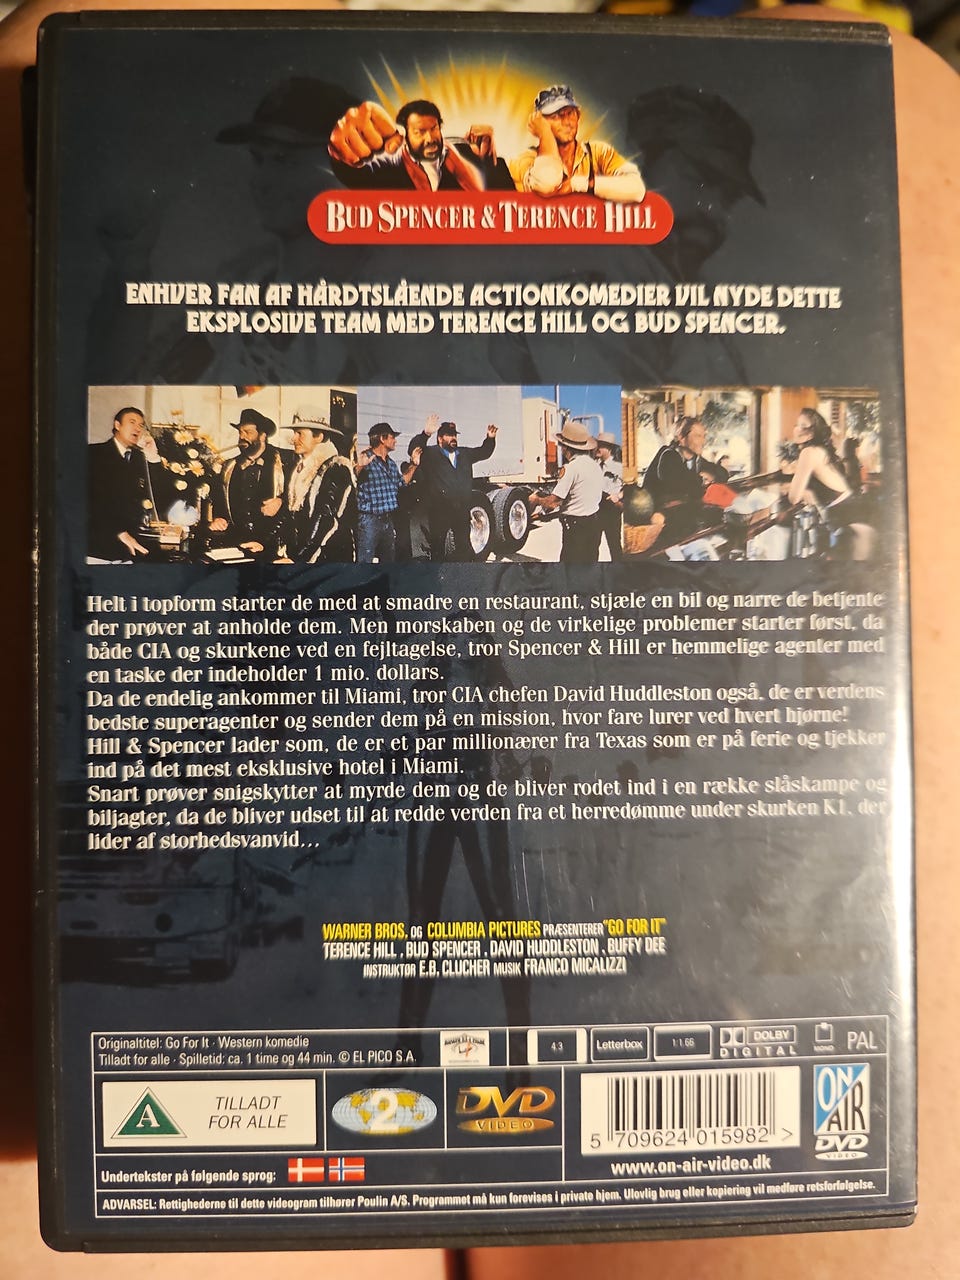 BUD SPENCER & TERENCE HILL
ENHVER FAN AF HÅRDTSLÅENDE ACTIONKOMEDIER VIL NYDE DETTE
EKSPLOSIVE TEAM MED TERENCE HILL OG BUD SPENCER.
Helt i topform starter de med at smadre en restaurant, stjæle en bil og narre de betjente
der prøver at anholde dem. Men morskaben og de virkelige problemer starter først, da
både CIA og skurkene ved en fejltagelse, tror Spencer & Hill er hemmelige agenter med
en taske der indeholder 1 mio. dollars.
Da de endelig ankommer til Miami, tror CIA chefen David Huddleston også, de er verdens
bedste superagenter og sender dem på en mission, hvor fare lurer ved hvert hjørne!
Hill & Spencer lader som, de er et par millionærer fra Texas som er på ferie og tjekker
ind på det mest eksklusive hotel i Miami.
Snart prøver snigskytter at myrde dem og de bliver rodet ind i en række slåskampe og
biljagter, da de bliver udset til at redde verden fra et herredømme under skurken K1, der
lider af storhedsvanvid...
WARNER BROS. OG COLUMBIA PICTURES PRÆSENTERER "GO FOR IT"
TERENCE HILL . BUD SPENCER . DAVID HUDDLESTON . BUFFY DEE
INSTRUKTØR E.B. CLUCHER MUSIK FRANCO MICALIZZI
Originaltitel: Go For It · Western komedie
Tilladt for alle · Spilletid: ca. 1 time og 44 min. © EL PICO S.A.
4:3
Letterbox
1:1.66
DOLBY
DIGITAL
MONO
PAL
A
TILLADT
FOR ALLE
2
DVD
VIDEO
5 709624 015982 >
www.on-air-video.dk
ON
AIR
DVD
VIDEO
Undertekster på følgende sprog:
ADVARSEL: Rettighederne til dette videogram tilhører Poulin A/S. Programmet må kun forevises i private hjem. Ulovlig brug eller kopiering vil medføre retsforfølgelse.